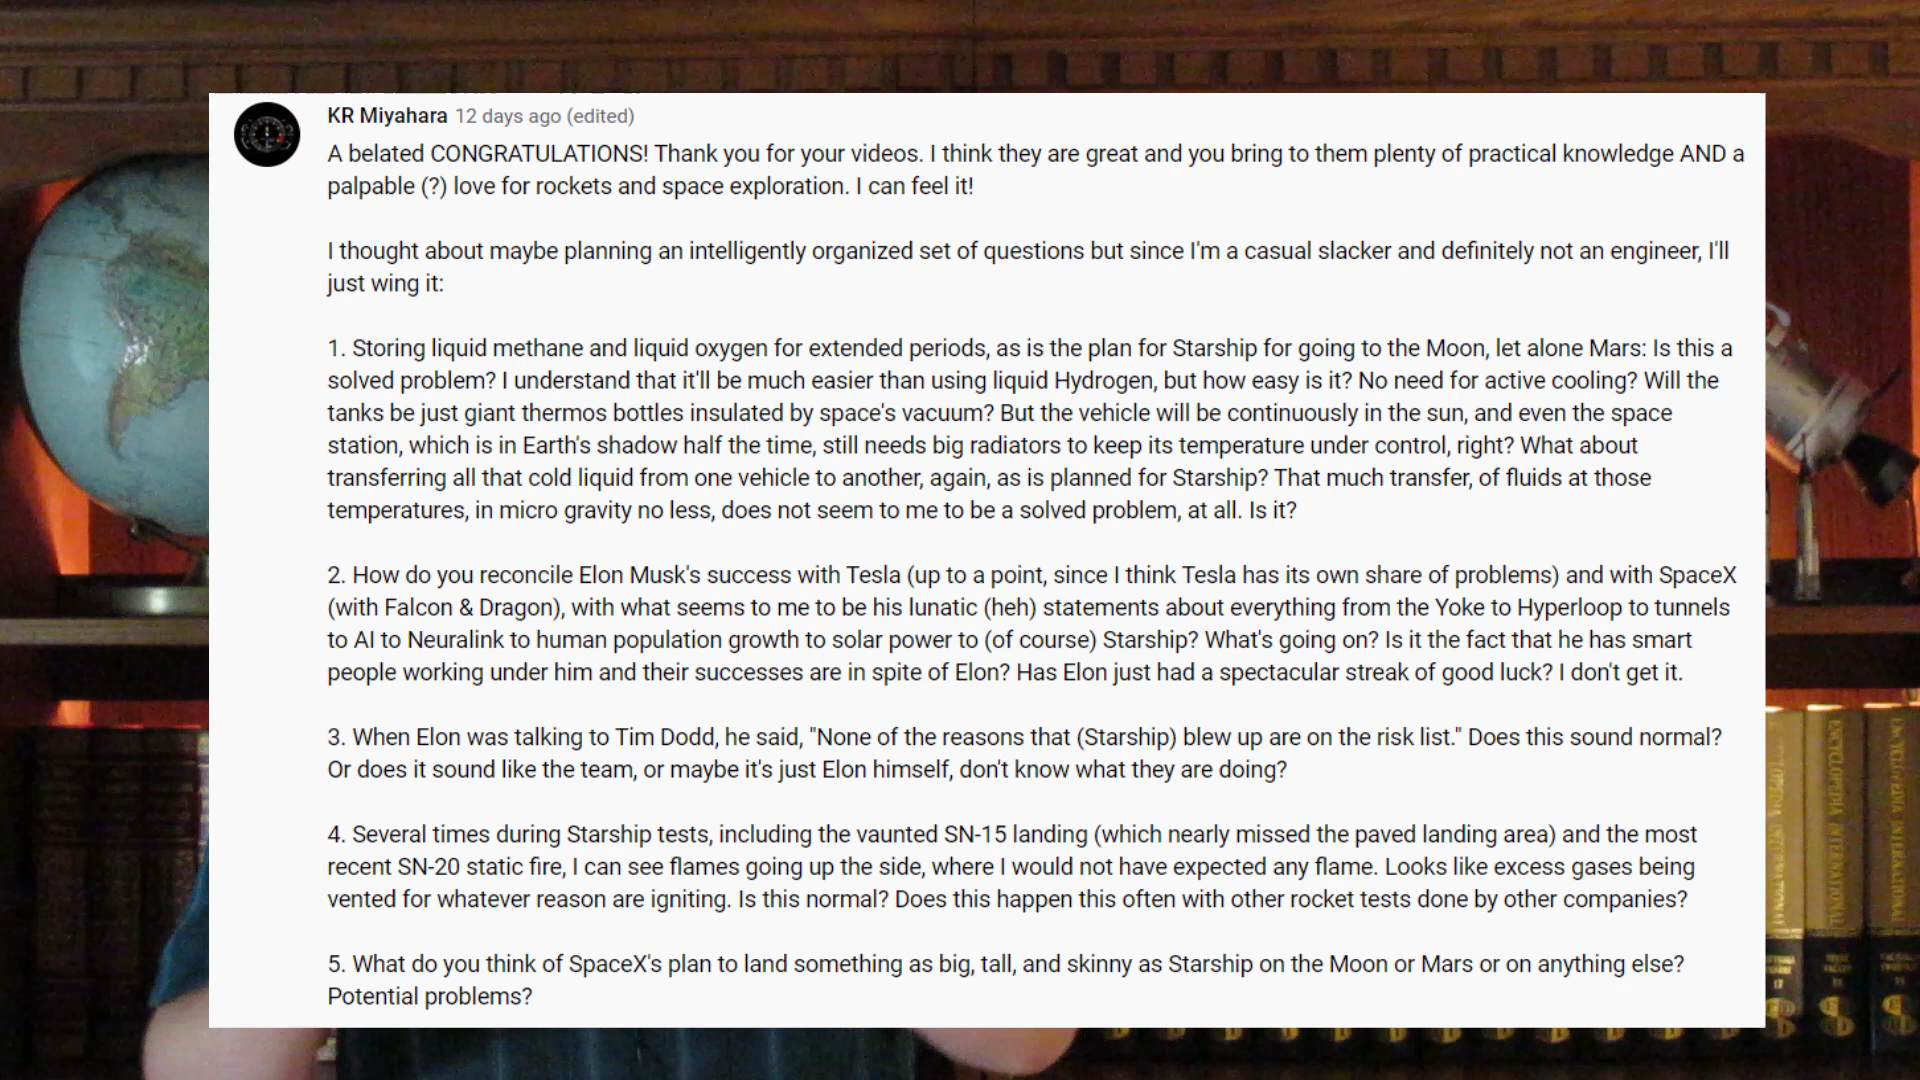 KR Miyahara 12 days ago (edited)
A belated CONGRATULATIONS! Thank you for your videos. I think they are great and you bring to them plenty of practical knowledge AND a
palpable (?) love for rockets and space exploration. I can feel it!
I thought about maybe planning an intelligently organized set of questions but since I'm a casual slacker and definitely not an engineer, I'll
just wing it:
1. Storing liquid methane and liquid oxygen for extended periods, as is the plan for Starship for going to the Moon, let alone Mars: Is this a
solved problem? I understand that it'll be much easier than using liquid Hydrogen, but how easy is it? No need for active cooling? Will the
tanks be just giant thermos bottles insulated by space's vacuum? But the vehicle will be continuously in the sun, and even the space
station, which is in Earth's shadow half the time, still needs big radiators to keep its temperature under control, right? What about
transferring all that cold liquid from one vehicle to another, again, as is planned for Starship? That much transfer, of fluids at those
temperatures, in micro gravity no less, does not seem to me to be a solved problem, at all. Is it?
2. How do you reconcile Elon Musk's success with Tesla (up to a point, since I think Tesla has its own share of problems) and with SpaceX
(with Falcon & Dragon), with what seems to me to be his lunatic (heh) statements about everything from the Yoke to Hyperloop to tunnels
to AI to Neuralink to human population growth to solar power to (of course) Starship? What's going on? Is it the fact that he has smart
people working under him and their successes are in spite of Elon? Has Elon just had a spectacular streak of good luck? I don't get it.
3. When Elon was talking to Tim Dodd, he said, "None of the reasons that (Starship) blew up are on the risk list." Does this sound normal?
Or does it sound like the team, or maybe it's just Elon himself, don't know what they are doing?
4. Several times during Starship tests, including the vaunted SN-15 landing (which nearly missed the paved landing area) and the most
recent SN-20 static fire, I can see flames going up the side, where I would not have expected any flame. Looks like excess gases being
vented for whatever reason are igniting. Is this normal? Does this happen this often with other rocket tests done by other companies?
5. What do you think of SpaceX's plan to land something as big, tall, and skinny as Starship on the Moon or Mars or on anything else?
Potential problems?
ENCYCLOPEDIA INTERNATIONAL